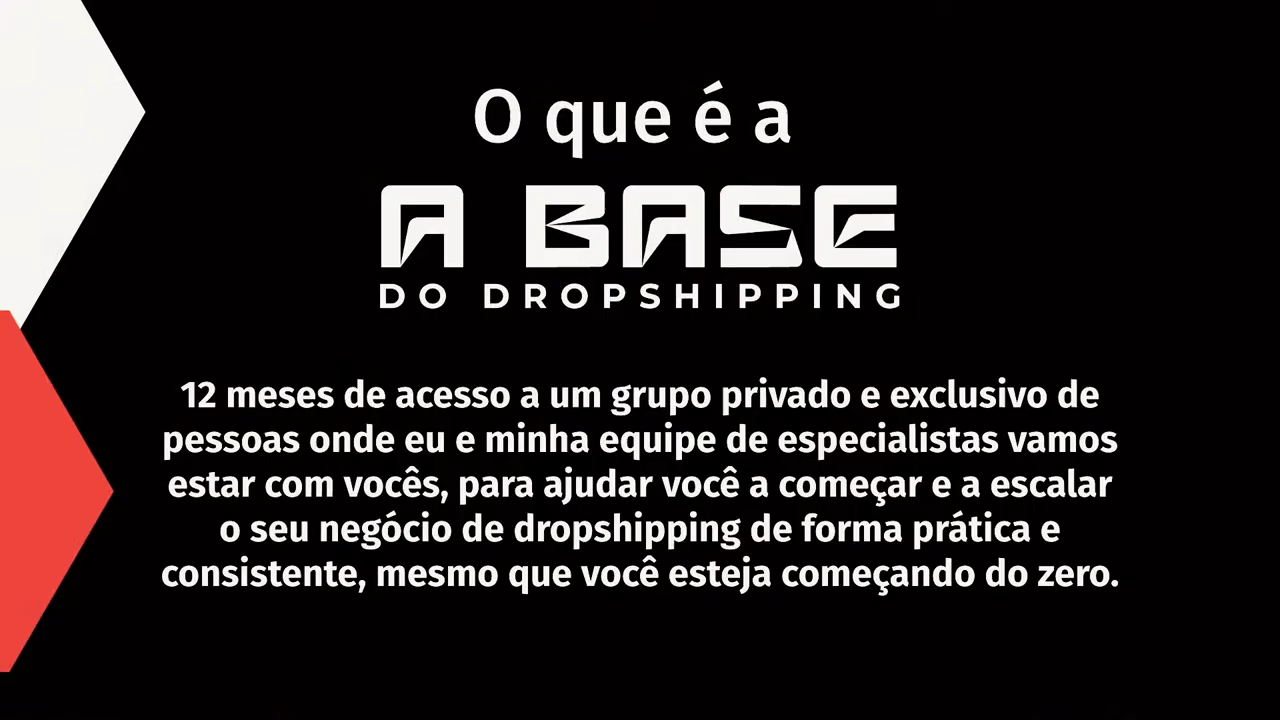 O que é a
A BASE
DO DROPSHIPPING
12 meses de acesso a um grupo privado e exclusivo de
pessoas onde eu e minha equipe de especialistas vamos
estar com vocês, para ajudar você a começar e a escalar
o seu negócio de dropshipping de forma prática e
consistente, mesmo que você esteja começando do zero.